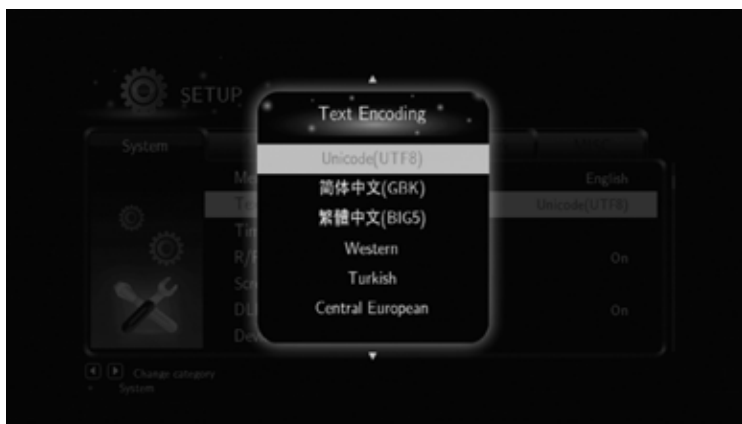 SETUP
Text Encoding
System
Unicode(UTF8)
English
简体中文(GBK)
Unicode(UTF8)
繁體中文(BIG5)
Western
On
Turkish
Central European
On
Change category
System